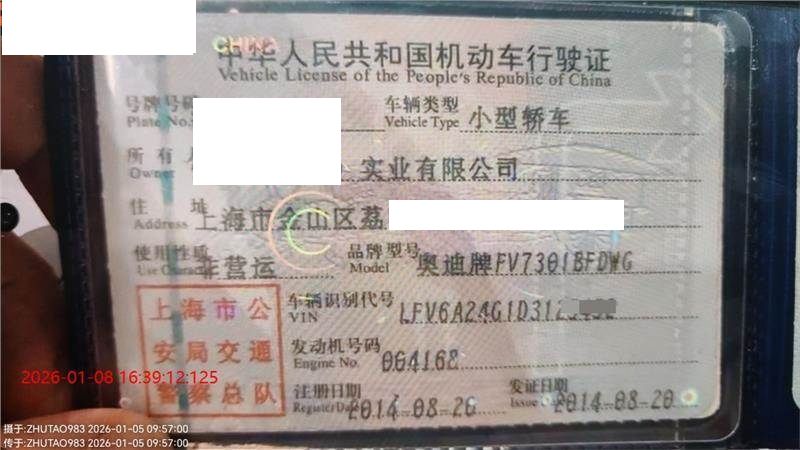 中华人民共和国机动车行驶证
Vehicle License of the People's Republic of China
号牌号码
Plate No.
车辆类型
Vehicle Type
小型轿车
所有人
Owner
实业有限公司
住 址
Address
上海市金山区荔
使用性质
Use Character
非营运
品牌型号
Model
奥迪牌FV7301BFDWG
上海市公
安局交通
警察总队
车辆识别代号
VIN
LFV6A24G1D312
发动机号码
Engine No.
064168
注册日期
Register Date
2014-08-20
发证日期
Issue Date
2014-08-20
2026-01-08 16:39:12:125
摄于:ZHUTAO983 2026-01-05 09:57:00
传于:ZHUTAO983 2026-01-05 09:57:00